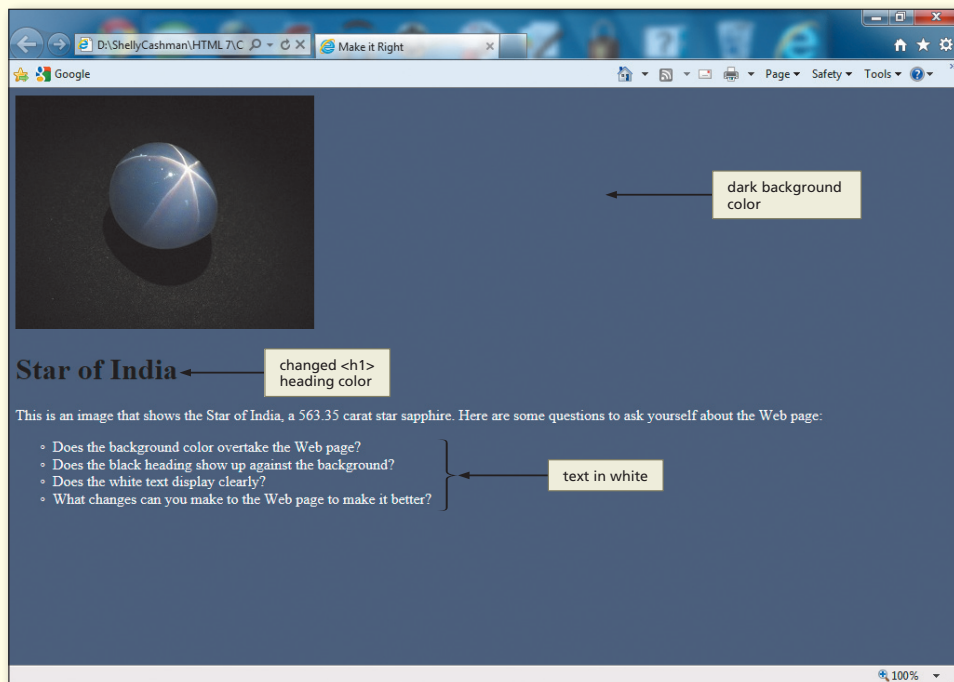 D:\ShellyCashman\HTML 7\C
Make it Right
Google
Page
Safety
Tools
dark background
color
Star of India
changed <h1>
heading color
This is an image that shows the Star of India, a 563.35 carat star sapphire. Here are some questions to ask yourself about the Web page:
Does the background color overtake the Web page?
Does the black heading show up against the background?
Does the white text display clearly?
What changes can you make to the Web page to make it better?
text in white
100%